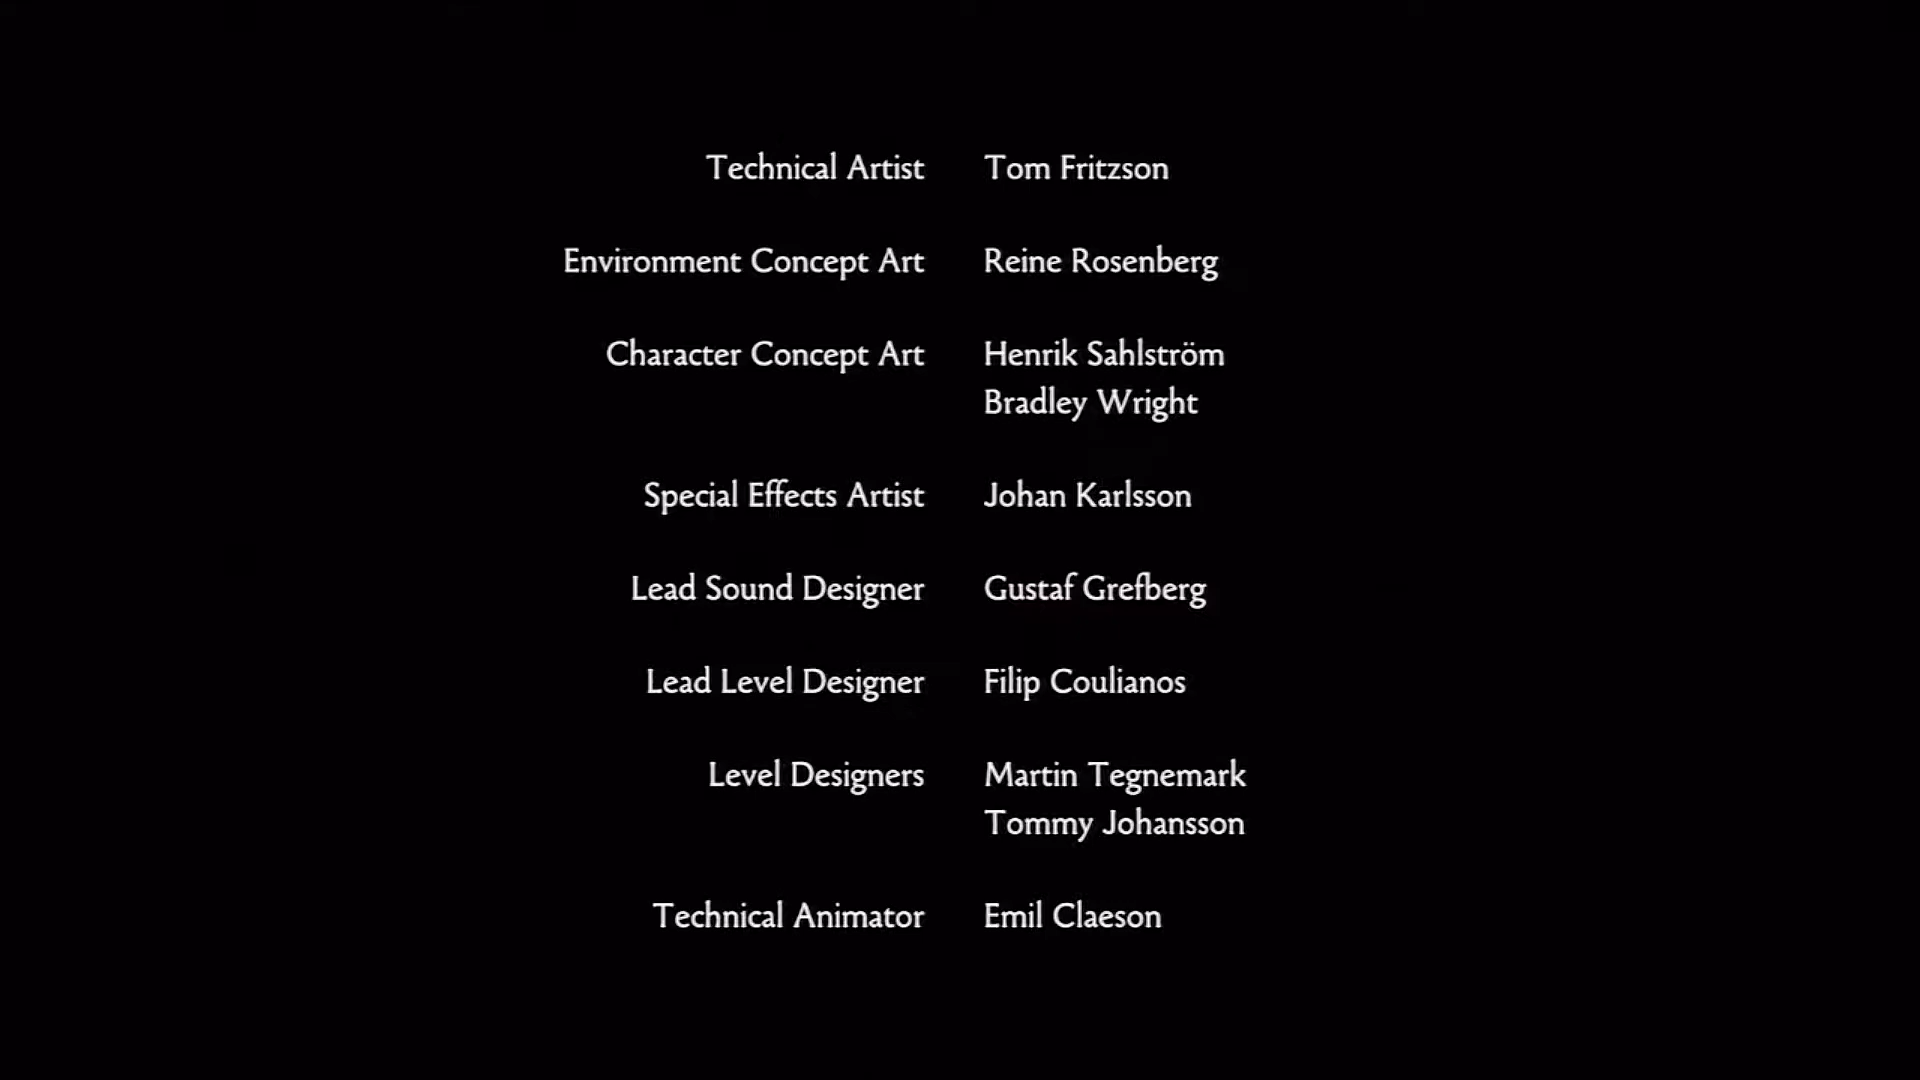 Technical Artist Tom Fritzson
Environment Concept Art Reine Rosenberg
Character Concept Art Henrik Sahlström
Bradley Wright
Special Effects Artist Johan Karlsson
Lead Sound Designer Gustaf Grefberg
Lead Level Designer Filip Coulianos
Level Designers Martin Tegnemark
Tommy Johansson
Technical Animator Emil Claeson